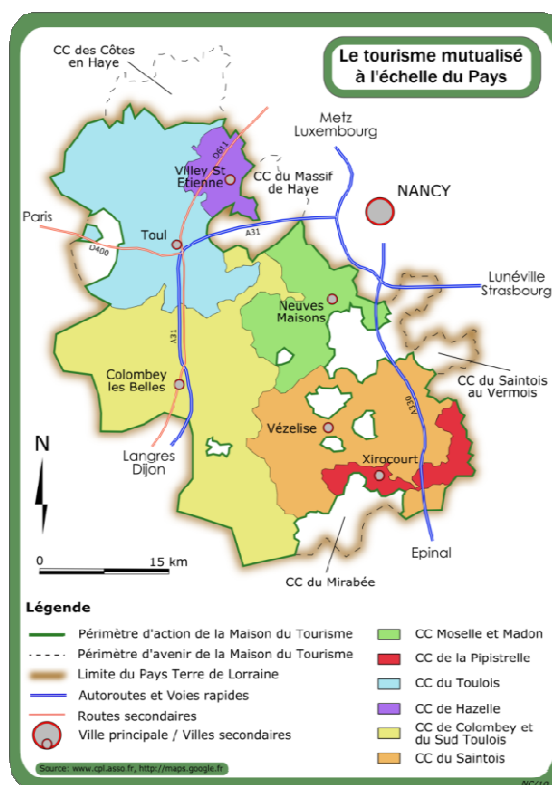 Le tourisme mutualisé
à l'échelle du Pays
CC des Côtes
en Haye
Metz
Luxembourg
D611
Villey St
Etienne
CC du Massif
de Haye
NANCY
Paris
Toul
A31
D400
Lunéville
Strasbourg
Neuves
Maisons
A31
Colombey
les Belles
CC du Saintois
au Vermois
A330
Vézelise
N
Langres
Dijon
Xirocourt
Epinal
0 15 km
CC du Mirabée
Légende
Périmètre d'action de la Maison du Tourisme
Périmètre d'avenir de la Maison du Tourisme
Limite du Pays Terre de Lorraine
Autoroutes et Voies rapides
Routes secondaires
Ville principale / Villes secondaires
CC Moselle et Madon
CC de la Pipistrelle
CC du Toulois
CC de Hazelle
CC de Colombey et
du Sud Toulois
CC du Saintois
Source: www.cpl.asso.fr, http://maps.google.fr